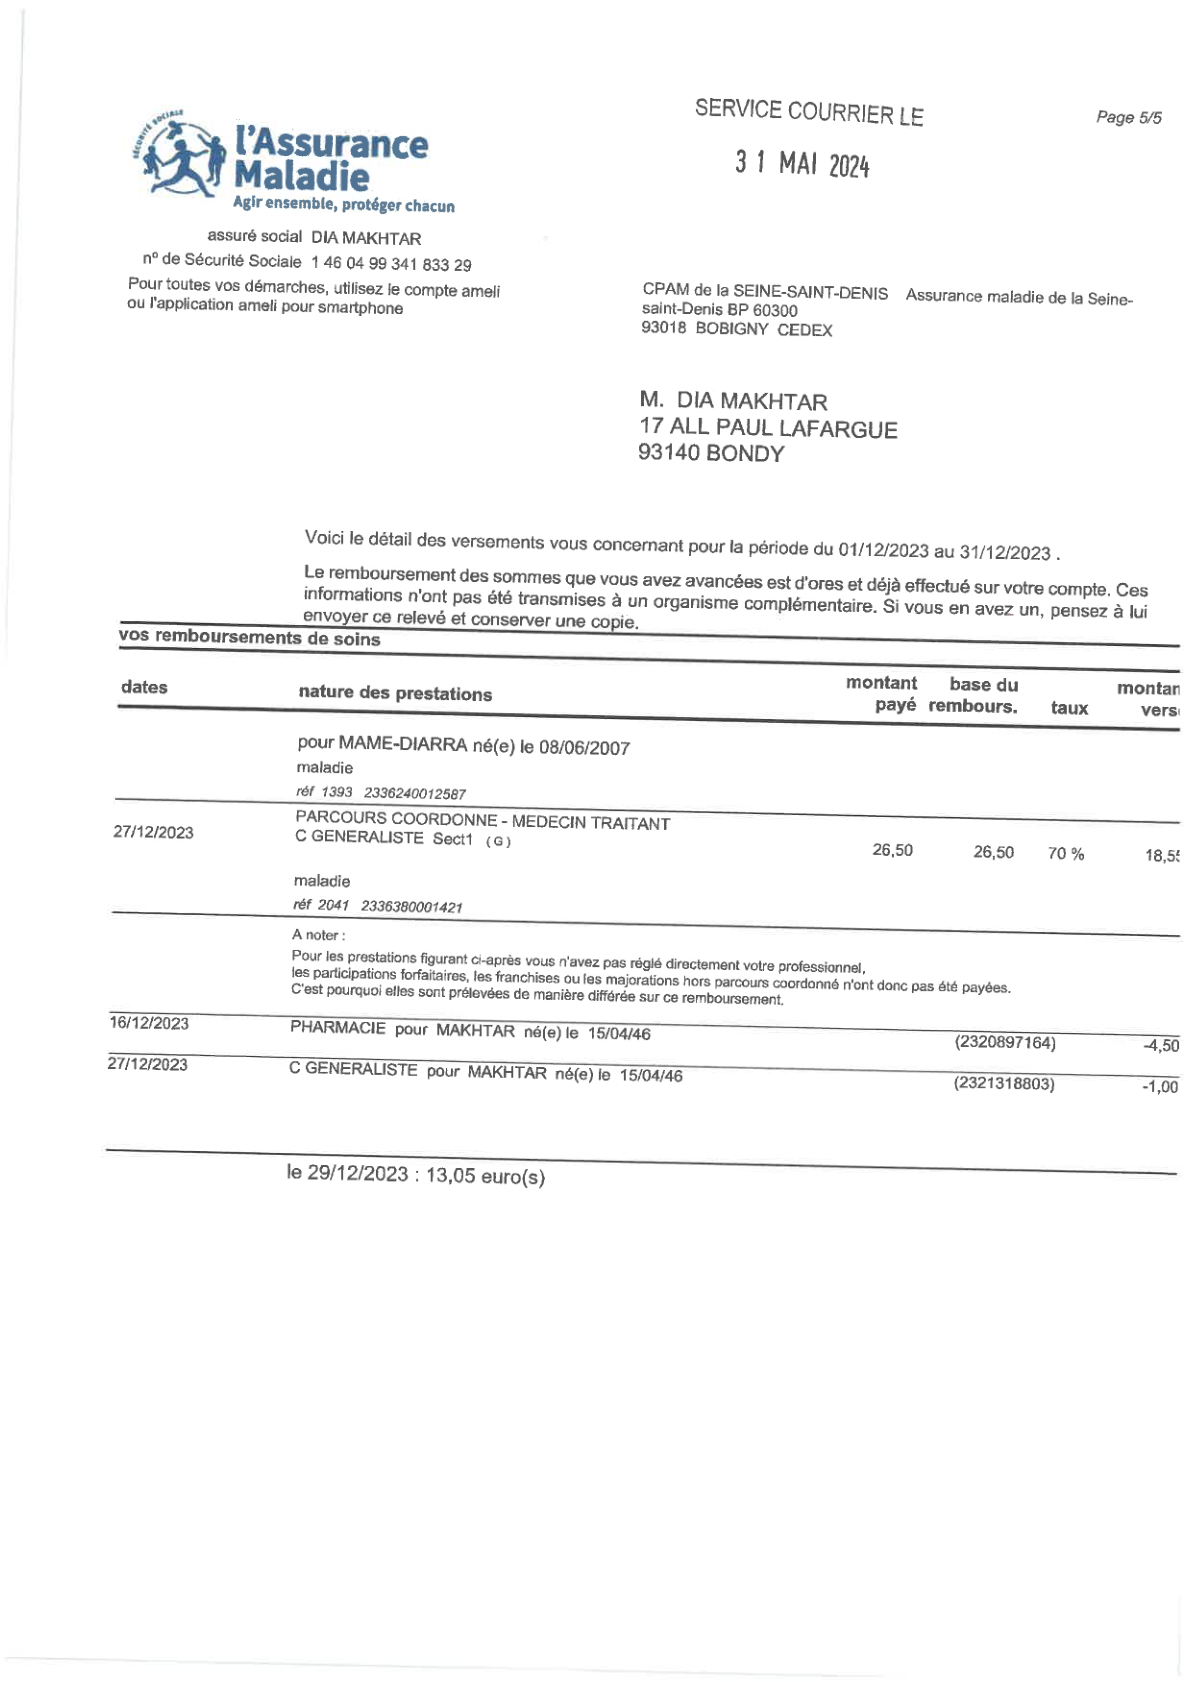 SERVICE COURRIER LE
Page 5/5
31 MAI 2024
SÉCURITÉ SOCIALE
l'Assurance
Maladie
Agir ensemble, protéger chacun
assuré social DIA MAKHTAR
n° de Sécurité Sociale 1 46 04 99 341 833 29
Pour toutes vos démarches, utilisez le compte ameli
ou l'application ameli pour smartphone
CPAM de la SEINE-SAINT-DENIS Assurance maladie de la Seine-
saint-Denis BP 60300
93018 BOBIGNY CEDEX
M. DIA MAKHTAR
17 ALL PAUL LAFARGUE
93140 BONDY
Voici le détail des versements vous concernant pour la période du 01/12/2023 au 31/12/2023 .
Le remboursement des sommes que vous avez avancées est d'ores et déjà effectué sur votre compte. Ces
informations n'ont pas été transmises à un organisme complémentaire. Si vous en avez un, pensez à lui
envoyer ce relevé et conserver une copie.
vos remboursements de soins
dates nature des prestations montant payé base du rembours. taux montan vers
pour MAME-DIARRA né(e) le 08/06/2007
maladie
réf 1393 2336240012587
PARCOURS COORDONNE - MEDECIN TRAITANT
27/12/2023 C GENERALISTE Sect1 (G) 26,50 26,50 70 % 18,55
maladie
réf 2041 2336380001421
A noter :
Pour les prestations figurant ci-après vous n'avez pas réglé directement votre professionnel,
les participations forfaitaires, les franchises ou les majorations hors parcours coordonné n'ont donc pas été payées.
C'est pourquoi elles sont prélevées de manière différée sur ce remboursement.
16/12/2023 PHARMACIE pour MAKHTAR né(e) le 15/04/46 (2320897164) -4,50
27/12/2023 C GENERALISTE pour MAKHTAR né(e) le 15/04/46 (2321318803) -1,00
le 29/12/2023 : 13,05 euro(s)